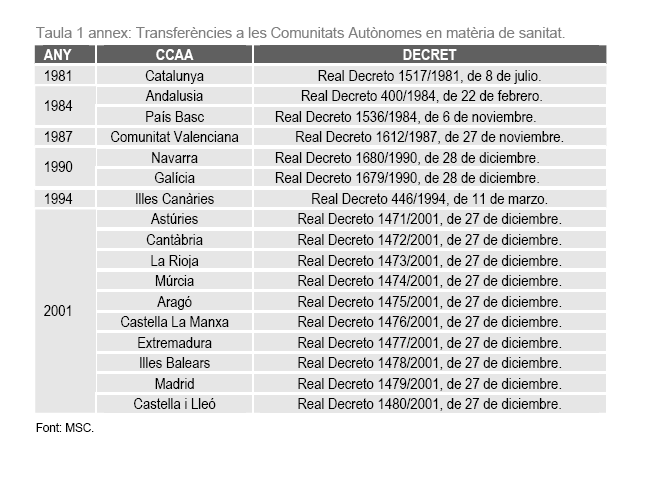 Taula 1 annex: Transferències a les Comunitats Autònomes en matèria de sanitat.
ANY CCAA DECRET
1981 Catalunya Real Decreto 1517/1981, de 8 de julio.
1984 Andalusia Real Decreto 400/1984, de 22 de febrero.
País Basc Real Decreto 1536/1984, de 6 de noviembre.
1987 Comunitat Valenciana Real Decreto 1612/1987, de 27 de noviembre.
1990 Navarra Real Decreto 1680/1990, de 28 de diciembre.
Galícia Real Decreto 1679/1990, de 28 de diciembre.
1994 Illes Canàries Real Decreto 446/1994, de 11 de marzo.
2001 Astúries Real Decreto 1471/2001, de 27 de diciembre.
Cantàbria Real Decreto 1472/2001, de 27 de diciembre.
La Rioja Real Decreto 1473/2001, de 27 de diciembre.
Múrcia Real Decreto 1474/2001, de 27 de diciembre.
Aragó Real Decreto 1475/2001, de 27 de diciembre.
Castella La Manxa Real Decreto 1476/2001, de 27 de diciembre.
Extremadura Real Decreto 1477/2001, de 27 de diciembre.
Illes Balears Real Decreto 1478/2001, de 27 de diciembre.
Madrid Real Decreto 1479/2001, de 27 de diciembre.
Castella i Lleó Real Decreto 1480/2001, de 27 de diciembre.
Font: MSC.